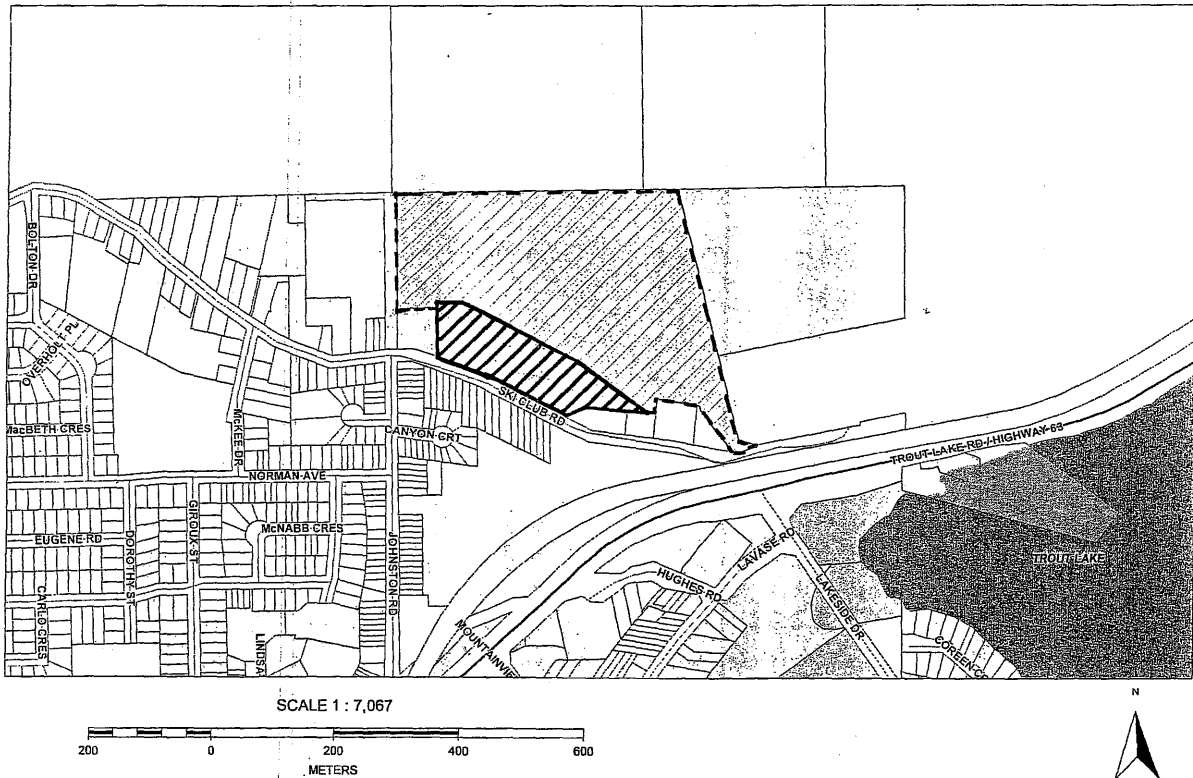 BOLTON DR
OVERHOLT PL
MacBETH CRES
McKEE DR
SKI CLUB RD
CANYON CRT
NORMAN AVE
TROUT LAKE RD / HIGHWAY 63
EUGENE RD
DOROTHY ST
GIROUX ST
McNABB CRES
JOHNSTON RD
CARLO CRES
LINDSA
HUGHES RD
LAVASE RD
LAKESIDE DR
TROUT LAKE
MOUNTAINVIE
SCALE 1 : 7,067
200 0 200 400 600
METERS
N